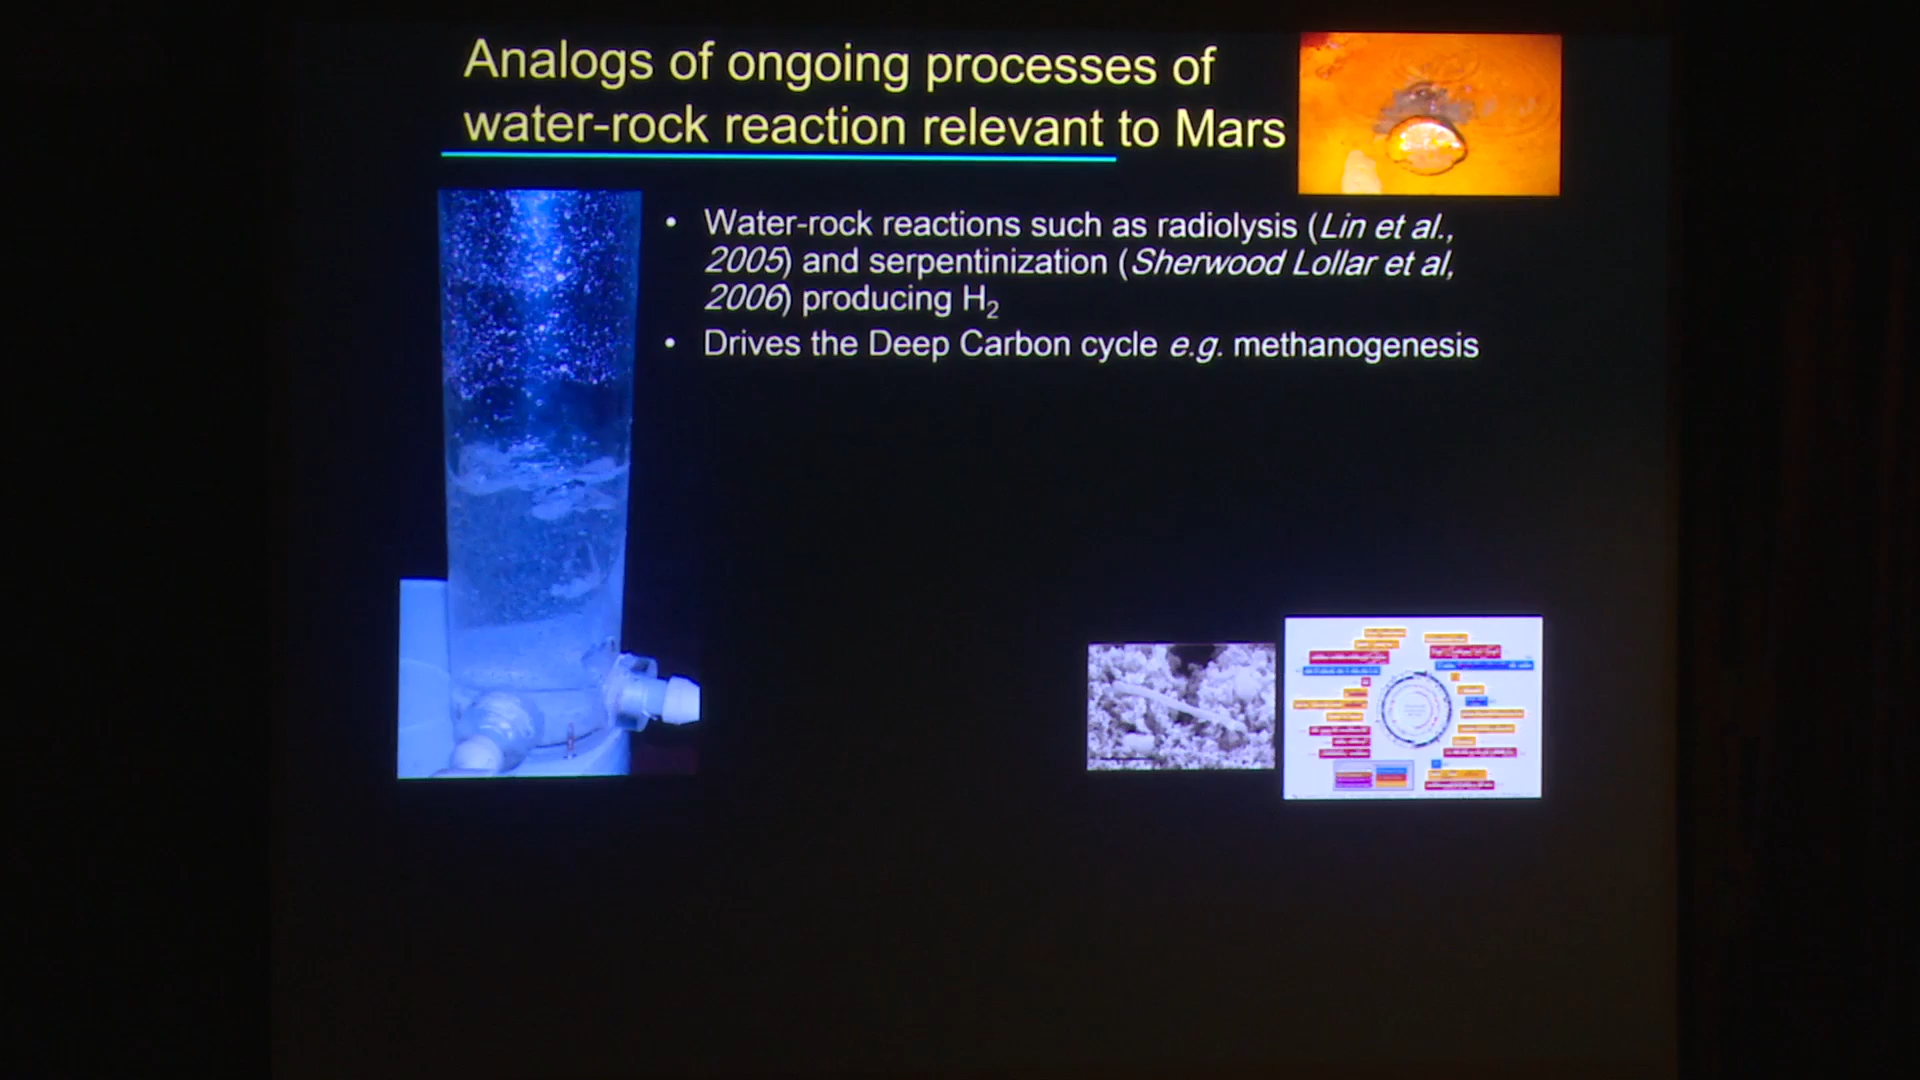 Analogs of ongoing processes of
water-rock reaction relevant to Mars
• Water-rock reactions such as radiolysis (Lin et al.,
2005) and serpentinization (Sherwood Lollar et al,
2006) producing H₂
• Drives the Deep Carbon cycle e.g. methanogenesis